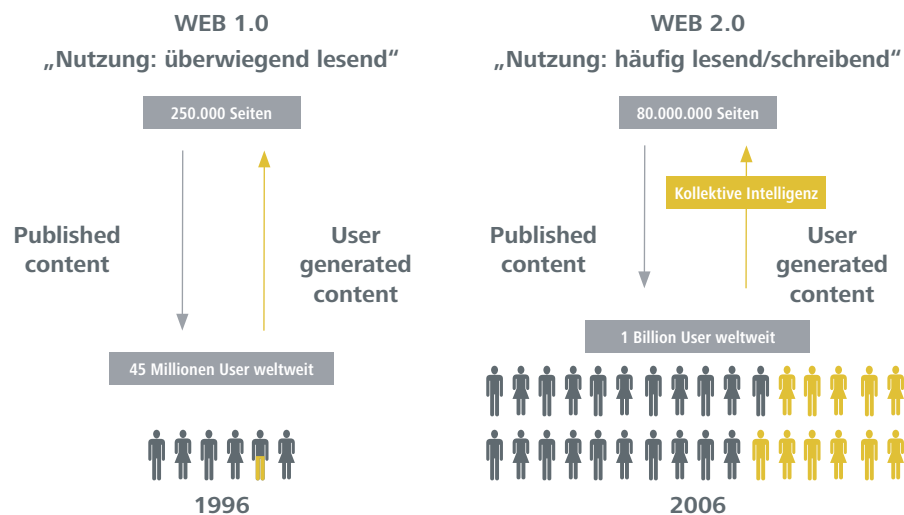 WEB 1.0
„Nutzung: überwiegend lesend“
250.000 Seiten
Published
content
User
generated
content
45 Millionen User weltweit
1996
WEB 2.0
„Nutzung: häufig lesend/schreibend“
80.000.000 Seiten
Kollektive Intelligenz
Published
content
User
generated
content
1 Billion User weltweit
2006